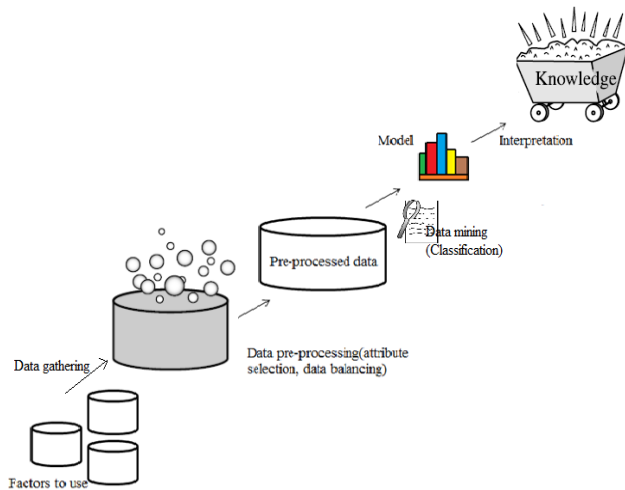 Knowledge
Model
Interpretation
Data mining
(Classification)
Pre-processed data
Data pre-processing(attribute
selection, data balancing)
Data gathering
Factors to use